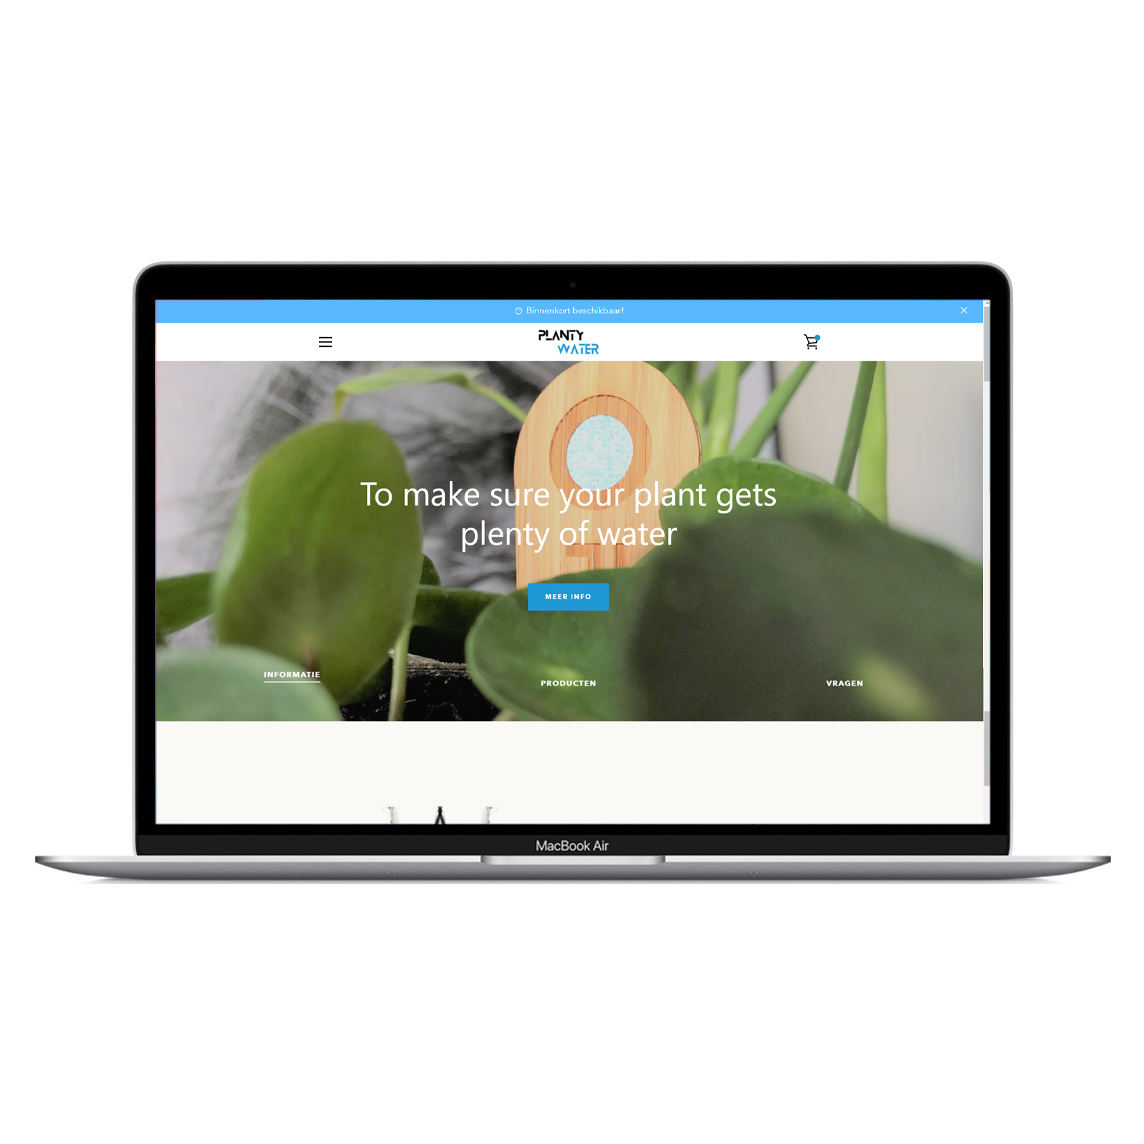 Binnenkort beschikbaar!
PLANTY
WATER
To make sure your plant gets
plenty of water
MEER INFO
INFORMATIE
PRODUCTEN
VRAGEN
MacBook Air